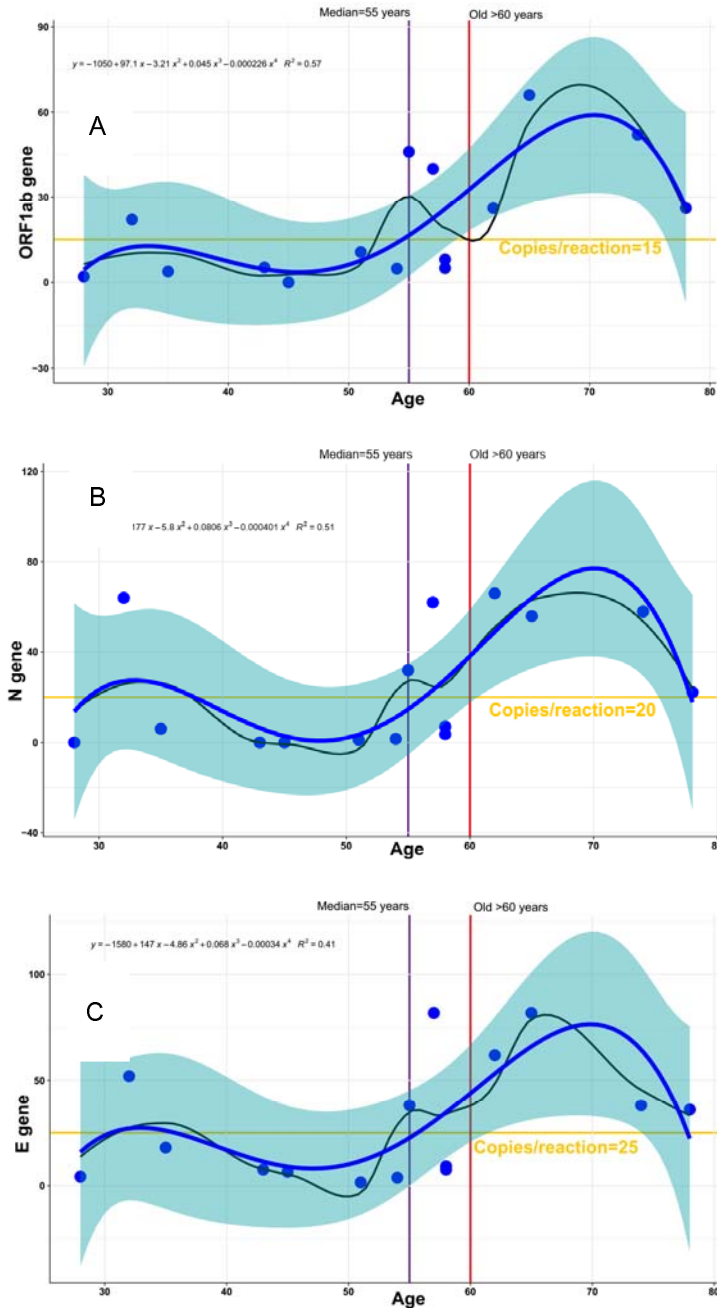 Median=55 years Old >60 years
90
y = −1050 + 97.1 x − 3.21 x² + 0.045 x³ − 0.000226 x⁴ R² = 0.57
A
60
ORF1ab gene
30
Copies/reaction=15
0
−30
30 40 50 60 70 80
Age
Median=55 years Old >60 years
120
B
177 x − 5.8 x² + 0.0806 x³ − 0.000401 x⁴ R² = 0.51
80
N gene
40
Copies/reaction=20
0
−40
30 40 50 60 70 80
Age
Median=55 years Old >60 years
y = −1580 + 147 x − 4.86 x² + 0.068 x³ − 0.00034 x⁴ R² = 0.41
100
C
E gene
50
Copies/reaction=25
0
30 40 50 60 70 80
Age